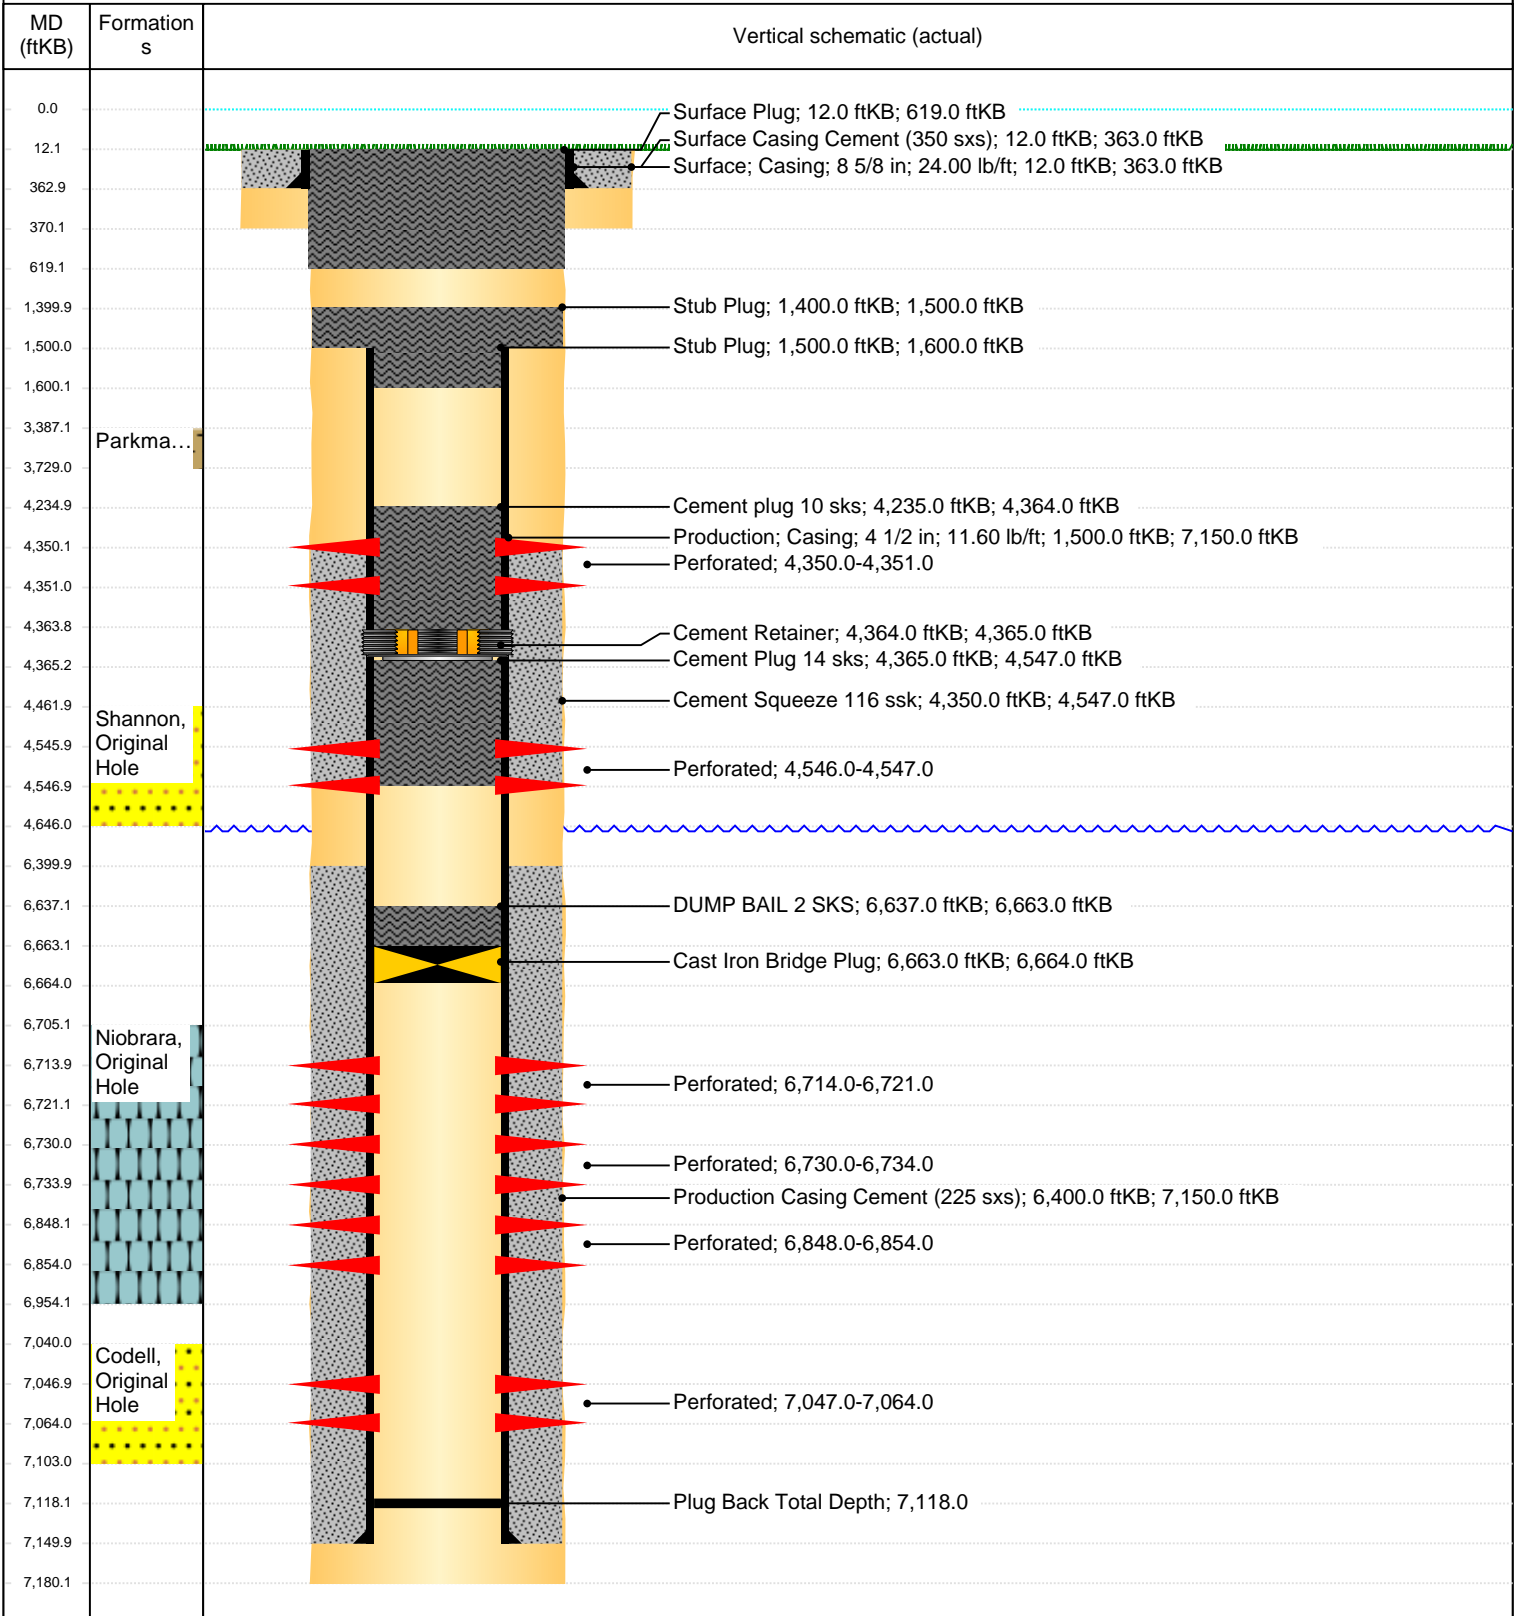 MD
(ftKB)
Formation
s
Vertical schematic (actual)
0.0
12.1
362.9
370.1
619.1
1,399.9
1,500.0
1,600.1
3,387.1
3,729.0
4,234.9
4,350.1
4,351.0
4,363.8
4,365.2
4,461.9
4,545.9
4,546.9
4,646.0
6,399.9
6,637.1
6,663.1
6,664.0
6,705.1
6,713.9
6,721.1
6,730.0
6,733.9
6,848.1
6,854.0
6,954.1
7,040.0
7,046.9
7,064.0
7,103.0
7,118.1
7,149.9
7,180.1
Parkma…
Shannon,
Original
Hole
Niobrara,
Original
Hole
Codell,
Original
Hole
Surface Plug; 12.0 ftKB; 619.0 ftKB
Surface Casing Cement (350 sxs); 12.0 ftKB; 363.0 ftKB
Surface; Casing; 8 5/8 in; 24.00 lb/ft; 12.0 ftKB; 363.0 ftKB
Stub Plug; 1,400.0 ftKB; 1,500.0 ftKB
Stub Plug; 1,500.0 ftKB; 1,600.0 ftKB
Cement plug 10 sks; 4,235.0 ftKB; 4,364.0 ftKB
Production; Casing; 4 1/2 in; 11.60 lb/ft; 1,500.0 ftKB; 7,150.0 ftKB
Perforated; 4,350.0-4,351.0
Cement Retainer; 4,364.0 ftKB; 4,365.0 ftKB
Cement Plug 14 sks; 4,365.0 ftKB; 4,547.0 ftKB
Cement Squeeze 116 ssk; 4,350.0 ftKB; 4,547.0 ftKB
Perforated; 4,546.0-4,547.0
DUMP BAIL 2 SKS; 6,637.0 ftKB; 6,663.0 ftKB
Cast Iron Bridge Plug; 6,663.0 ftKB; 6,664.0 ftKB
Perforated; 6,714.0-6,721.0
Perforated; 6,730.0-6,734.0
Production Casing Cement (225 sxs); 6,400.0 ftKB; 7,150.0 ftKB
Perforated; 6,848.0-6,854.0
Perforated; 7,047.0-7,064.0
Plug Back Total Depth; 7,118.0